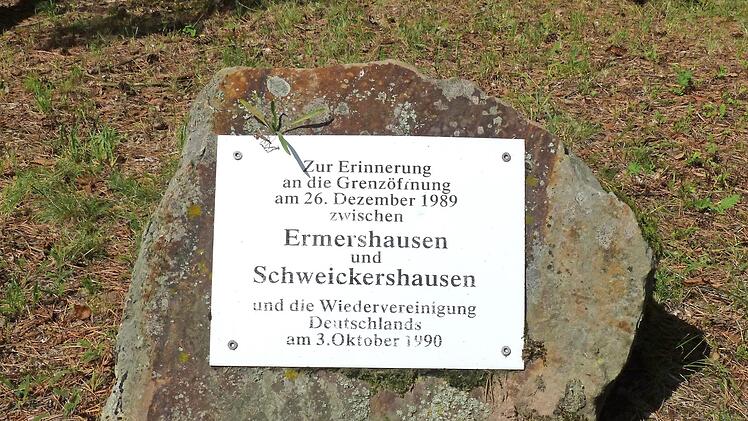 Zur Erinnerung
an die Grenzöffnung
am 26. Dezember 1989
zwischen
Ermershausen
und
Schweickershausen
und die Wiedervereinigung
Deutschlands
am 3.Oktober 1990